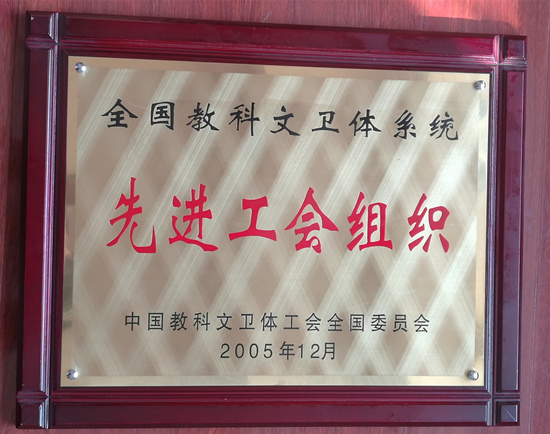 全国教科文卫体系统
先进工会组织
中国教科文卫体工会全国委员会
2005年12月